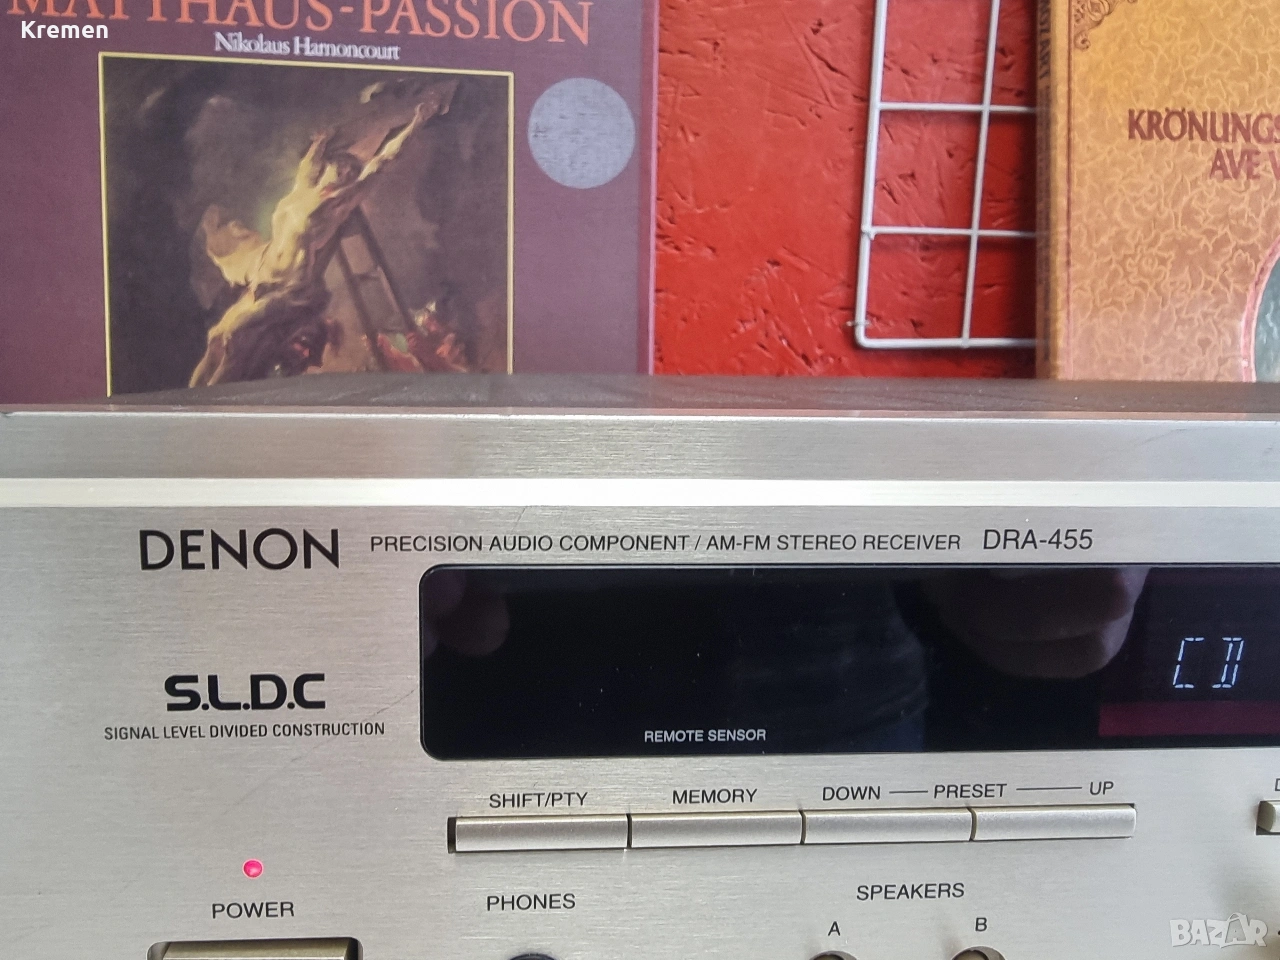 MATTHÄUS-PASSION
Kremen
Nikolaus Harnoncourt
KRÖNUNGS
AVE V
DENON
PRECISION AUDIO COMPONENT / AM-FM STEREO RECEIVER DRA-455
S.L.D.C
SIGNAL LEVEL DIVIDED CONSTRUCTION
CD
REMOTE SENSOR
SHIFT/PTY
MEMORY
DOWN — PRESET — UP
POWER
PHONES
SPEAKERS
A
B
BAZAR